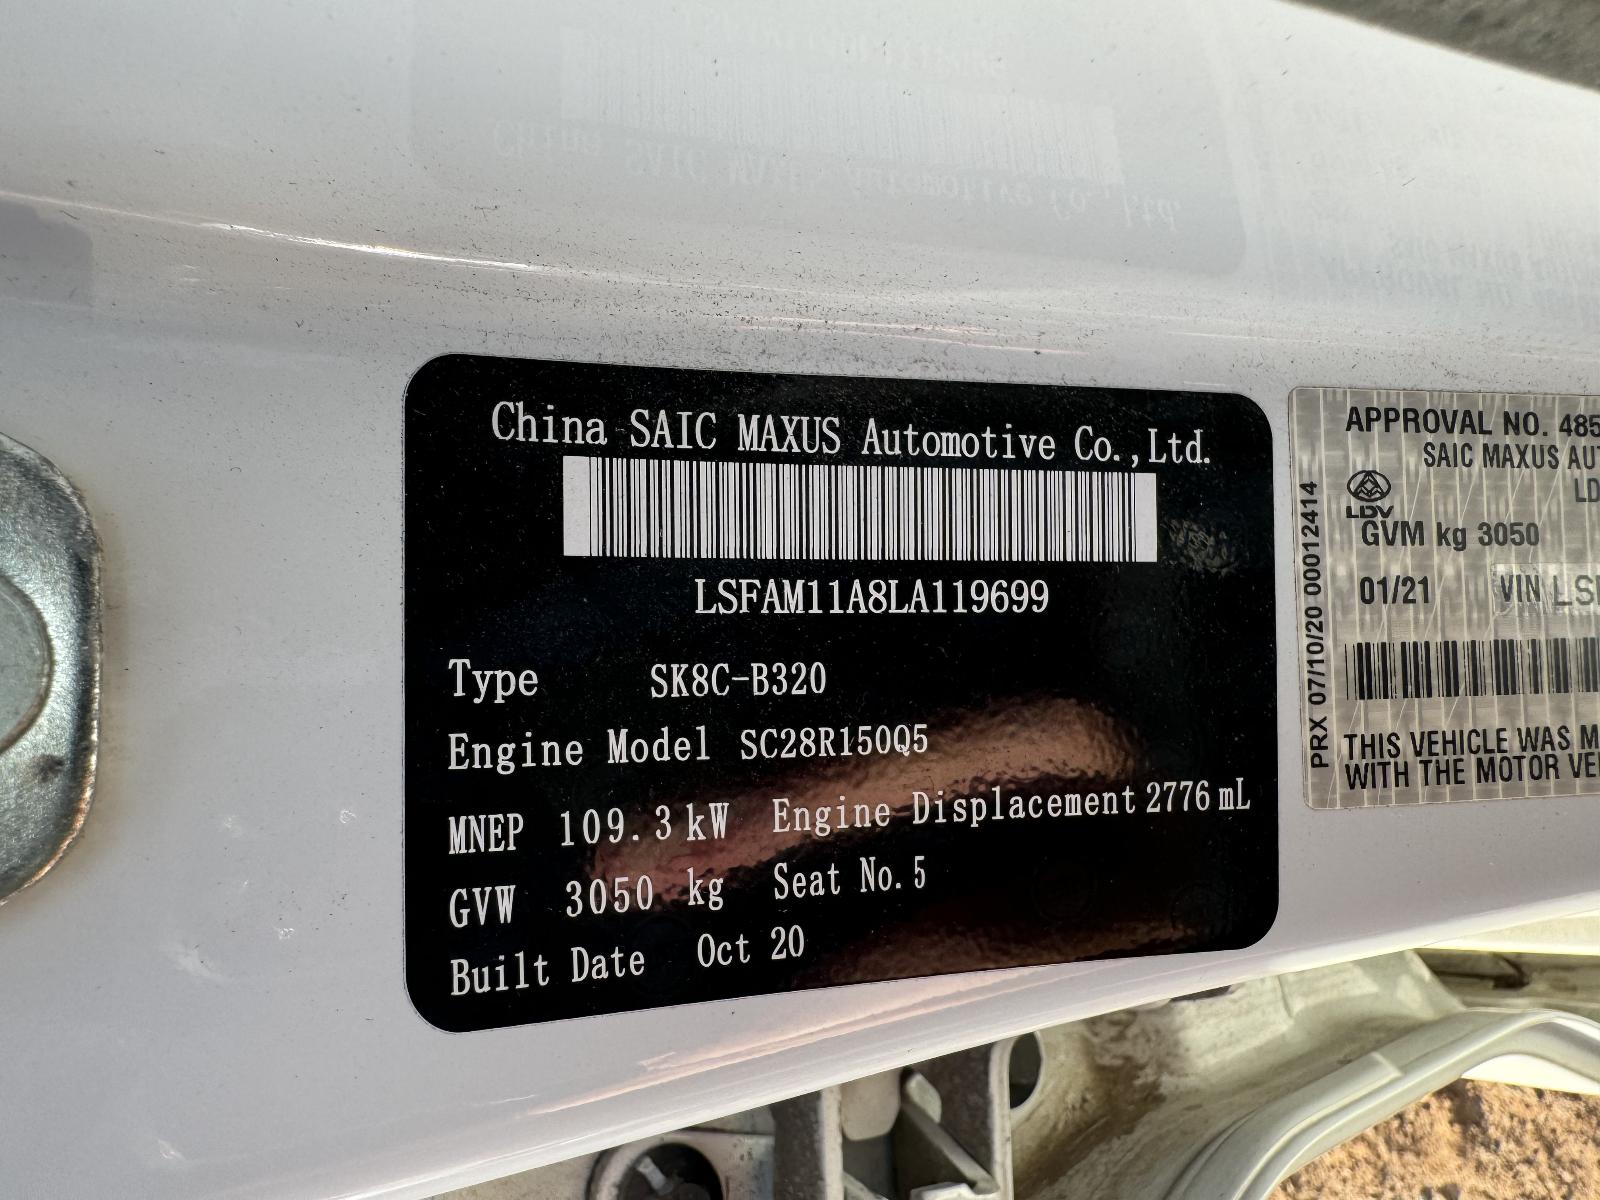 China SAIC MAXUS Automotive Co.,Ltd.
LSFAM11A8LA119699
Type SK8C-B320
Engine Model SC28R150Q5
MNEP 109.3 kW Engine Displacement 2776 mL
GVW 3050 kg Seat No. 5
Built Date Oct 20
APPROVAL NO. 485
SAIC MAXUS AU
LD
LDV
GVM kg 3050
01/21 VIN LS
PRX 07/10/20 00012414
THIS VEHICLE WAS M
WITH THE MOTOR VE